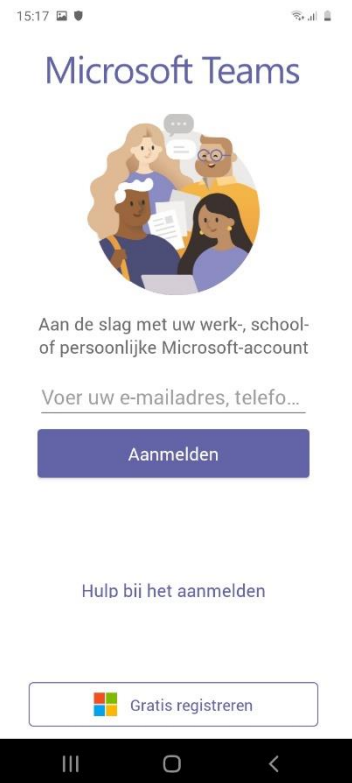 15:17
Microsoft Teams
Aan de slag met uw werk-, school-
of persoonlijke Microsoft-account
Voer uw e-mailadres, telefo...
Aanmelden
Hulp bij het aanmelden
Gratis registreren